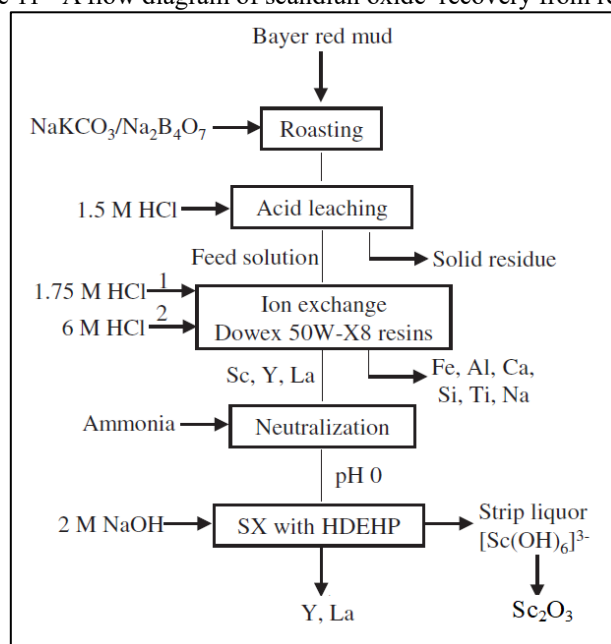 Bayer red mud
NaKCO₃/Na₂B₄O₇
Roasting
1.5 M HCl
Acid leaching
Feed solution
Solid residue
1.75 M HCl 1
6 M HCl 2
Ion exchange
Dowex 50W-X8 resins
Sc, Y, La
Fe, Al, Ca,
Si, Ti, Na
Ammonia
Neutralization
pH 0
2 M NaOH
SX with HDEHP
Strip liquor
[Sc(OH)₆]³⁻
Y, La
Sc₂O₃